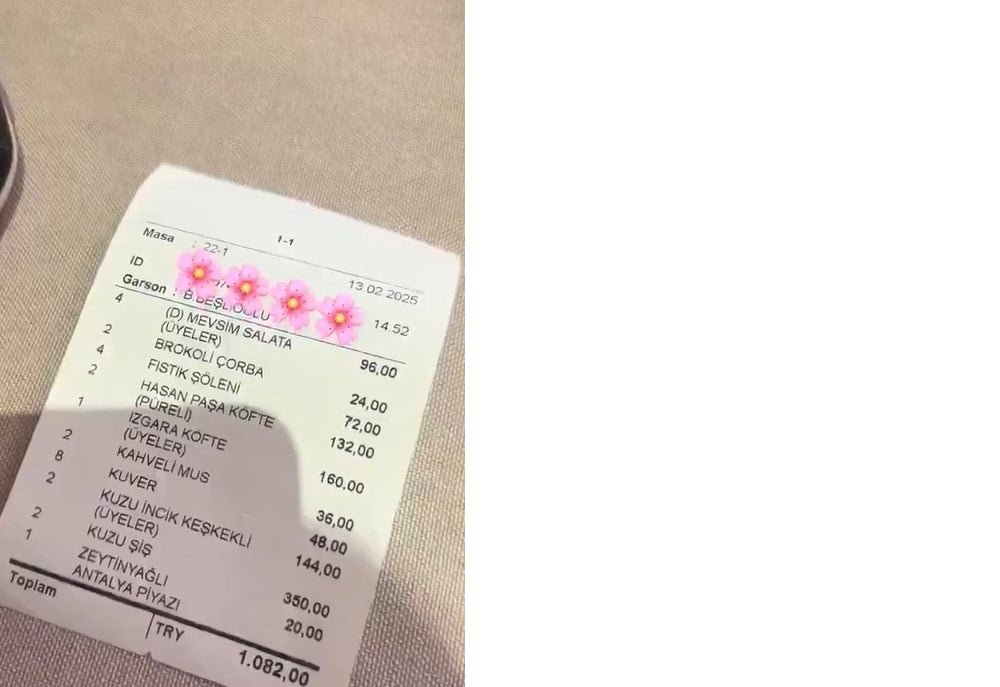 1-1
Masa : 22-1 13.02.2025
ID 14.52
Garson : B.BEŞLİOĞLU
4 (D) MEVSİM SALATA 96,00
(ÜYELER)
2 BROKOLİ ÇORBA 24,00
4 FISTIK ŞÖLENİ 72,00
2 HASAN PAŞA KÖFTE 132,00
(PÜRELİ)
1 IZGARA KÖFTE 160,00
(ÜYELER)
2 KAHVELİ MUS 36,00
8 KUVER 48,00
2 KUZU İNCİK KEŞKEKLİ 144,00
(ÜYELER)
2 KUZU ŞİŞ 350,00
1 ZEYTİNYAĞLI 20,00
ANTALYA PİYAZI
Toplam TRY 1.082,00